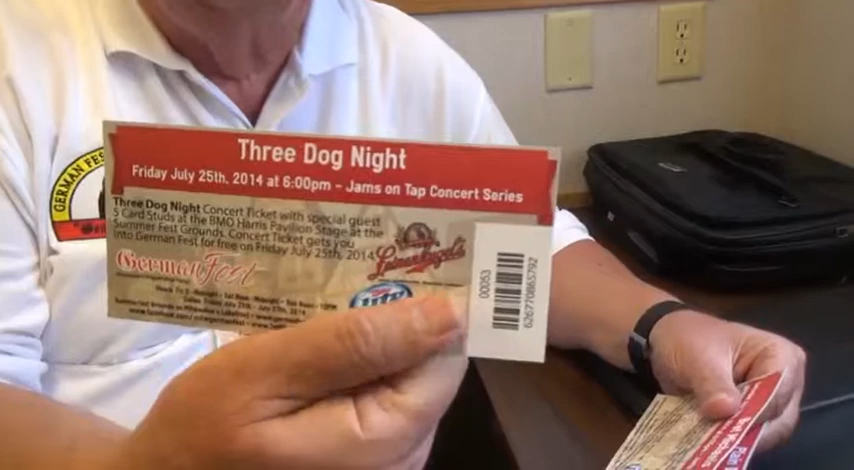 Three Dog Night
Friday July 25th, 2014 at 6:00pm - Jams on Tap Concert Series
Three Dog Night Concert Ticket with special guest
5 Card Studs at the BMO Harris Pavilion Stage at the
Summer Fest Grounds. Concert Ticket gets you
into German Fest for free on Friday July 25th, 2014
Leinenkugel's
GermanFest
Lite
00053
626770865792
GERMAN FES